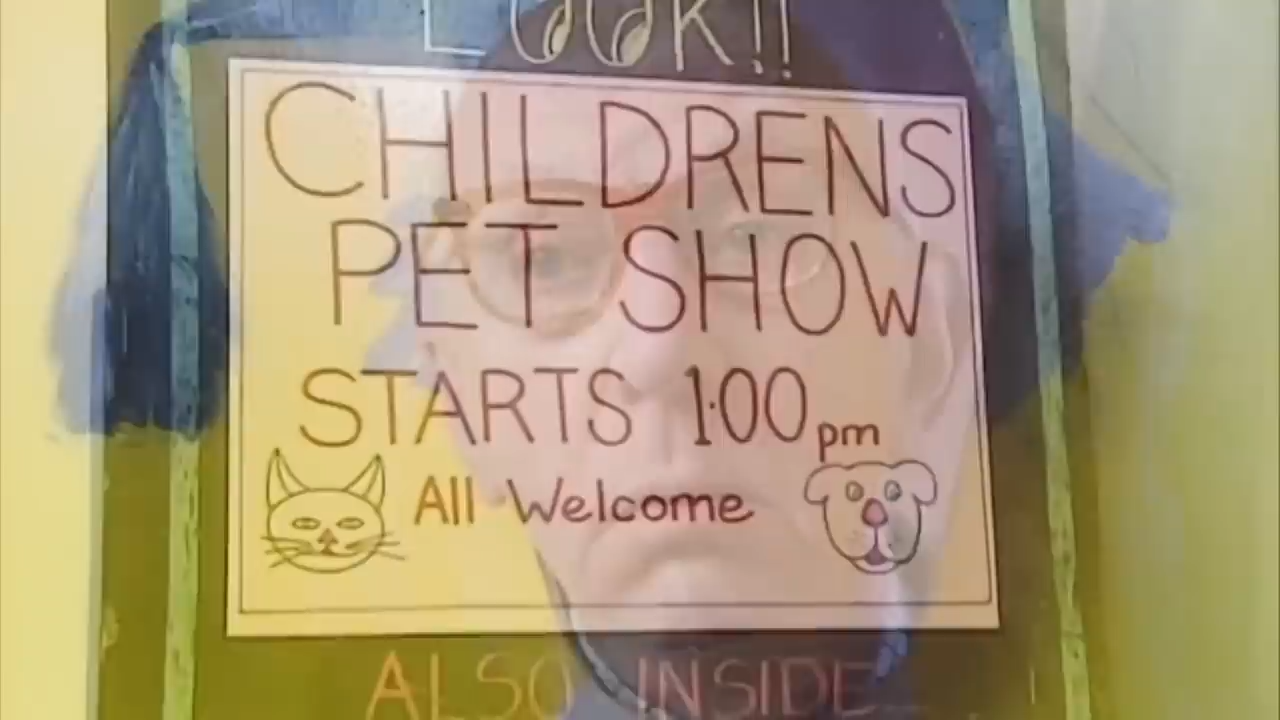 LOOK!!
CHILDRENS
PET SHOW
STARTS 1.00 pm
All Welcome
ALSO INSIDE